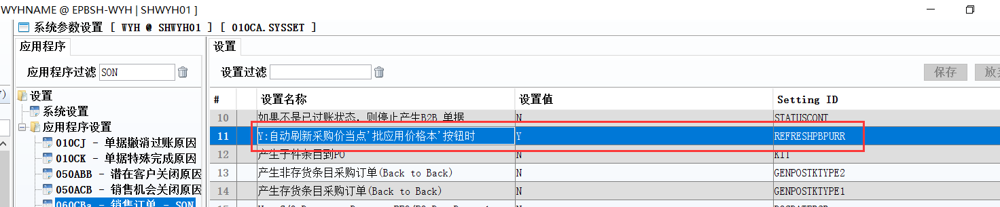 WYHNAME @ EPBSH-WYH | SHWYH01 ]
系统参数设置 [ WYH @ SHWYH01 ] [ 010CA.SYSSET ]
应用程序
应用程序过滤 SON
设置
系统设置
应用程序设置
010CJ - 单据撤消过账原因
010CK - 单据特殊完成原因
050ABB - 潜在客户关闭原因
050ACB - 销售机会关闭原因
060CBa - 销售订单 - SON
设置
设置过滤
保存
# 设置名称 设置值 Setting ID
10 如果不是已过账状态，则停止产生B2B 单据 N STATUSCONT
11 Y:自动刷新采购价当点'批应用价格本'按钮时 Y REFRESHPBPURR
12 产生子件条目到PO N KIT
13 产生非存货条目采购订单(Back to Back) N GENPOSTKTYPE2
14 产生存货条目采购订单(Back to Back) N GENPOSTKTYPE1